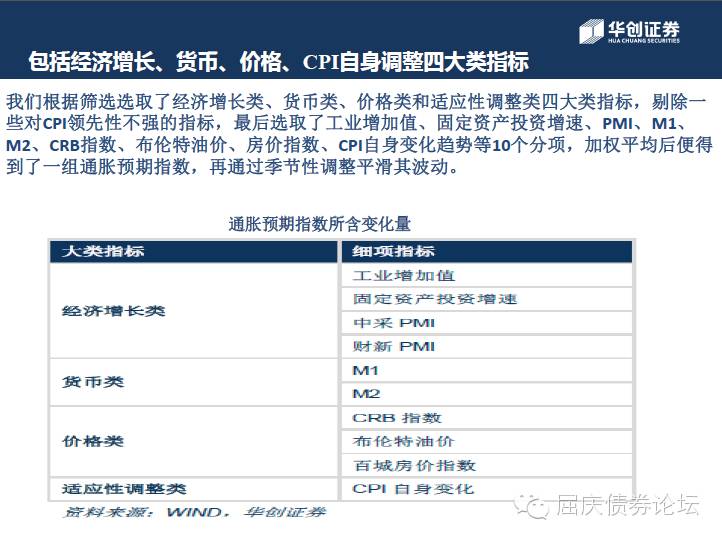 华创证券
HUA CHUANG SECURITIES
包括经济增长、货币、价格、CPI自身调整四大类指标
我们根据筛选选取了经济增长类、货币类、价格类和适应性调整类四大类指标，剔除一
些对CPI领先性不强的指标，最后选取了工业增加值、固定资产投资增速、PMI、M1、
M2、CRB指数、布伦特油价、房价指数、CPI自身变化趋势等10个分项，加权平均后便得
到了一组通胀预期指数，再通过季节性调整平滑其波动。
通胀预期指数所含变化量
大类指标 细项指标
经济增长类 工业增加值
固定资产投资增速
中采 PMI
财新 PMI
货币类 M1
M2
价格类 CRB 指数
布伦特油价
百城房价指数
适应性调整类 CPI 自身变化
资料来源：WIND，华创证券
屈庆债券论坛